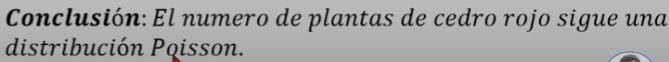 Conclusión: El numero de plantas de cedro rojo sigue una
distribución Poisson.